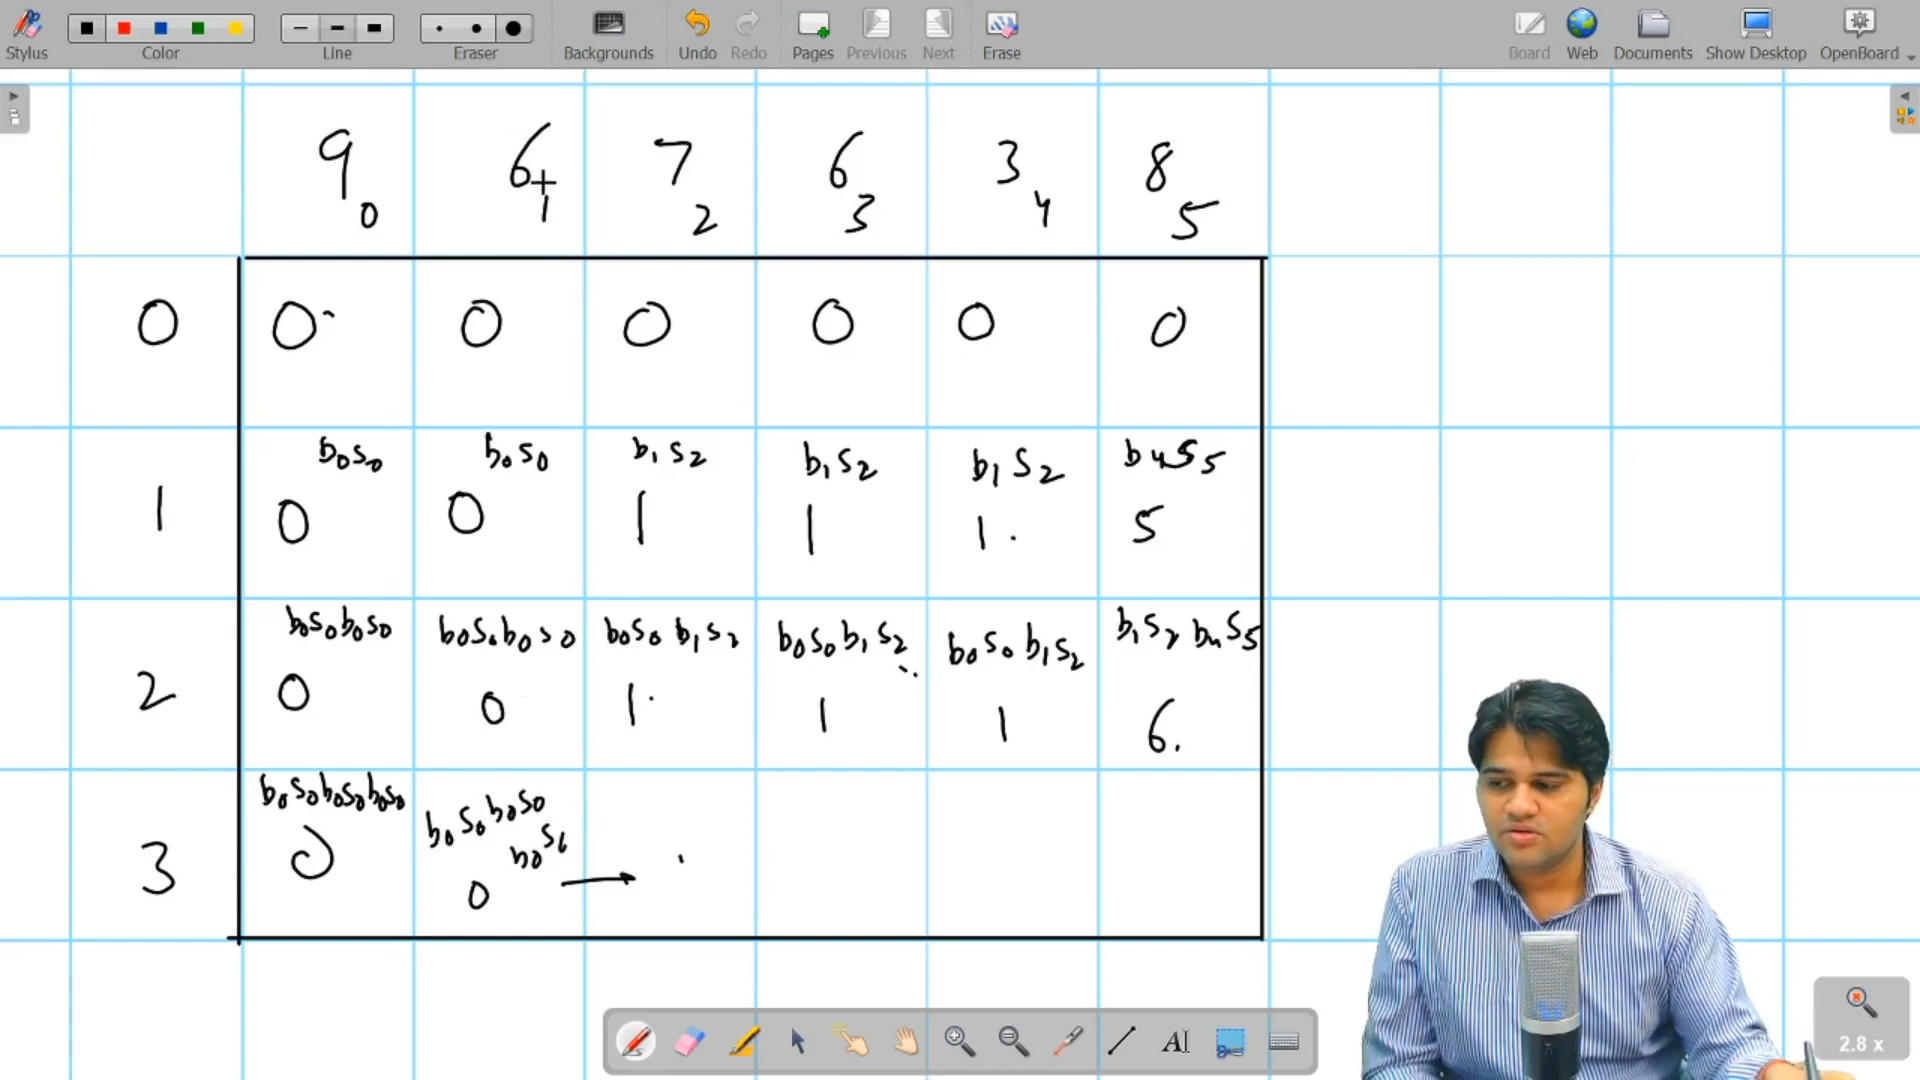 Stylus Color Line Eraser Backgrounds Undo Redo Pages Previous Next Erase Board Web Documents Show Desktop OpenBoard
9 6 7 6 3 8
0 1 2 3 4 5
0 0 0 0 0 0 0
b0s0 b0s0 b1s2 b1s2 b1s2 b4s5
1 0 0 1 1 1 5
b0s0b0s0 b0s0b0s0 b0s0b1s2 b0s0b1s2 b0s0b1s2 b1s2b4s5
2 0 0 1 1 1 6
b0s0b0s0b0s0 b0s0b0s0
b0s0
3 0 0
2.8 x